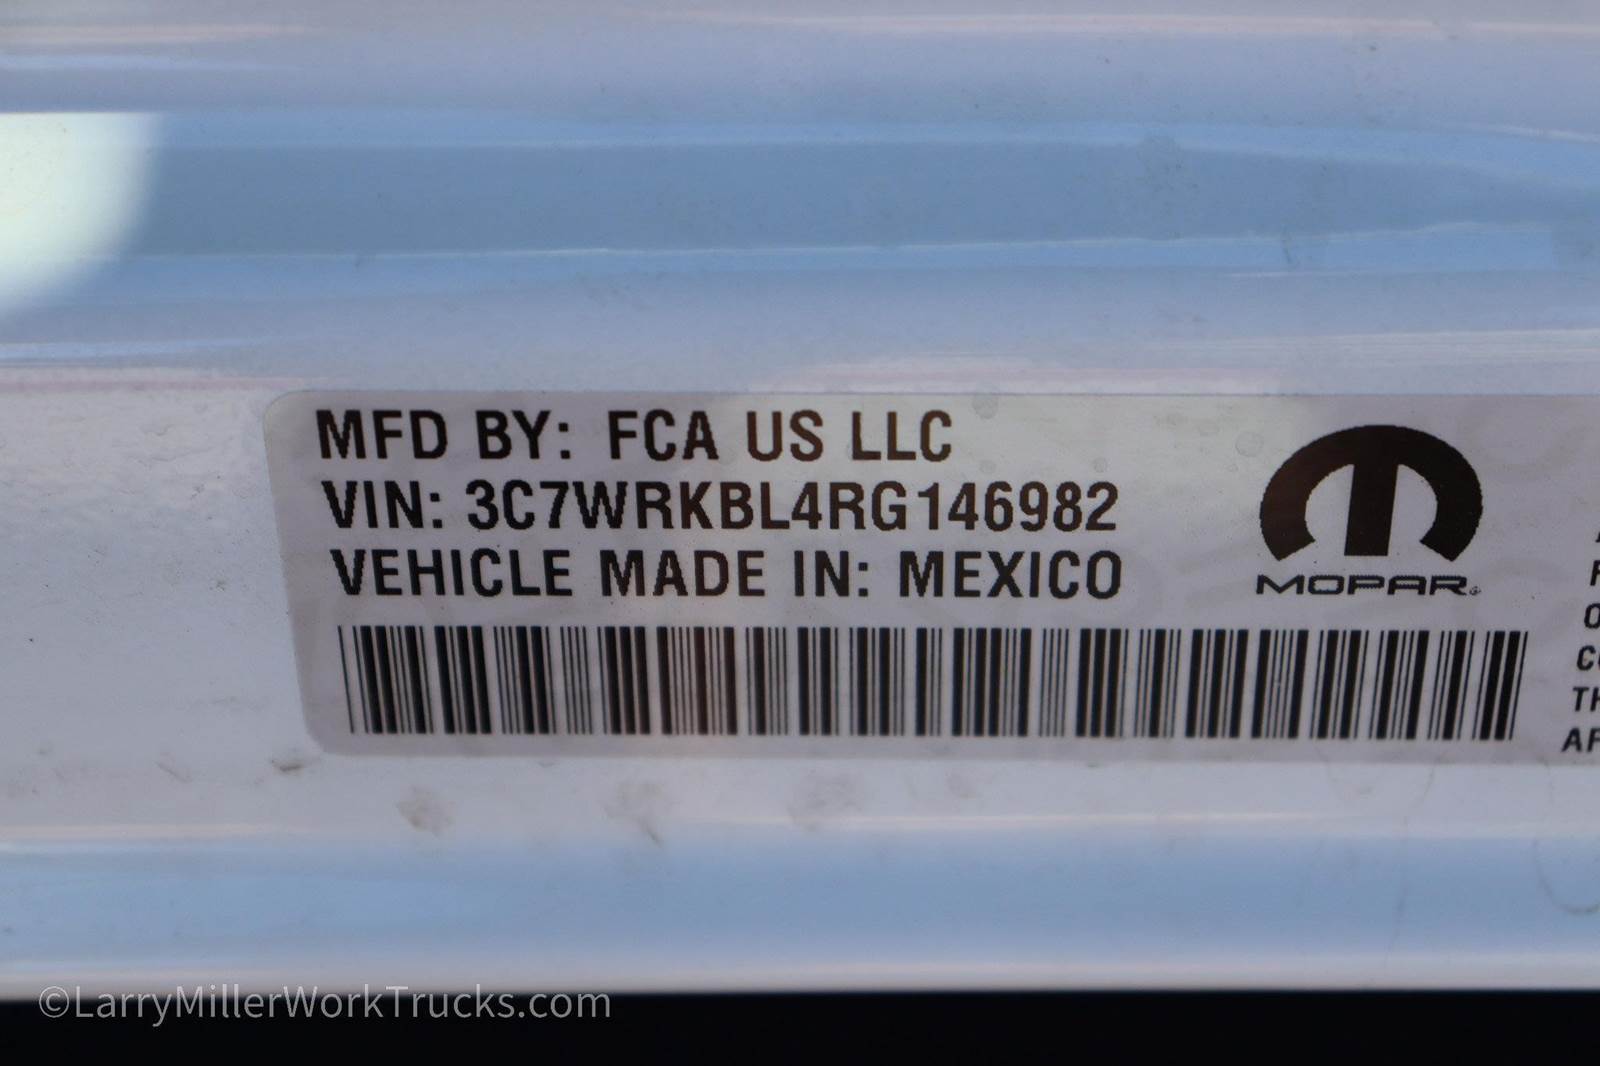 MFD BY: FCA US LLC
VIN: 3C7WRKBL4RG146982
VEHICLE MADE IN: MEXICO
MOPAR
©LarryMillerWorkTrucks.com